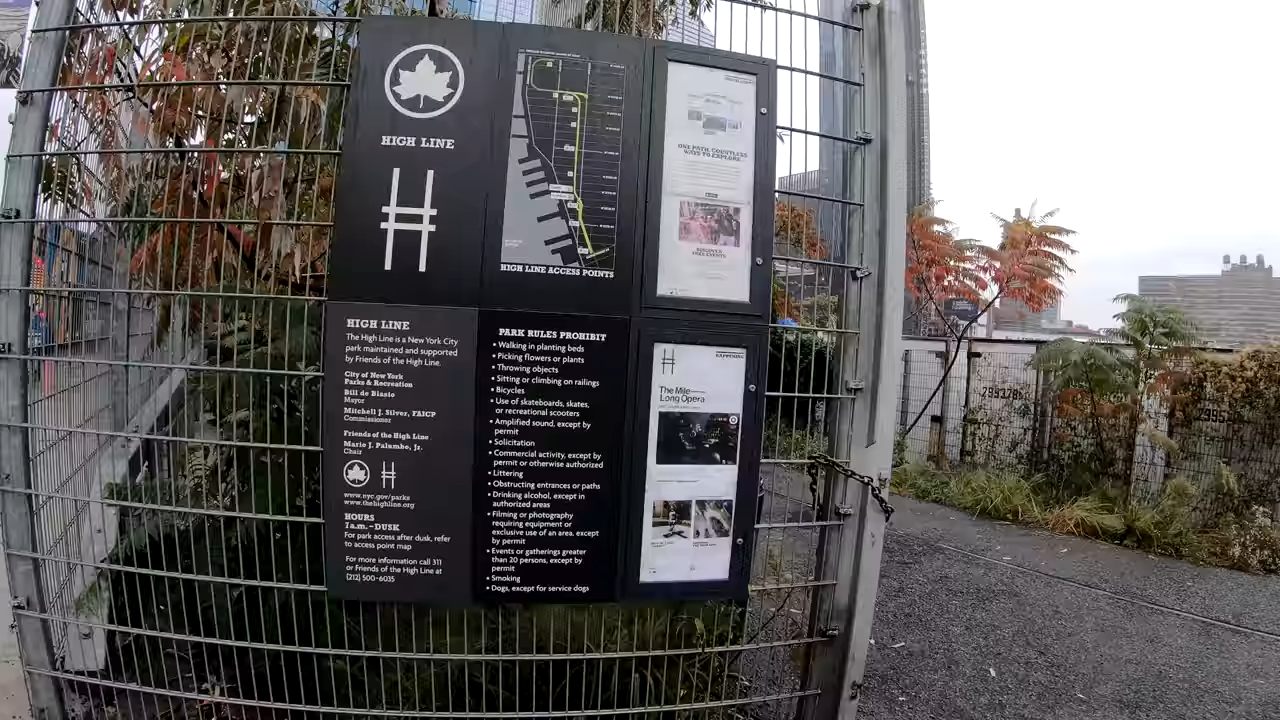 HIGH LINE
HIGH LINE ACCESS POINTS
ONE PATH, COUNTLESS
WAYS TO EXPLORE
DISCOVER
FREE EVENTS
HIGH LINE
The High Line is a New York City
park maintained and supported
by Friends of the High Line.
City of New York
Parks & Recreation
Bill de Blasio
Mayor
Mitchell J. Silver, FAICP
Commissioner
Friends of the High Line
Mario J. Palumbo, Jr.
Chair
www.nyc.gov/parks
www.thehighline.org
HOURS
7a.m.–DUSK
For park access after dusk, refer
to access point map
For more information call 311
or Friends of the High Line at
(212) 500-6035
PARK RULES PROHIBIT
• Walking in planting beds
• Picking flowers or plants
• Throwing objects
• Sitting or climbing on railings
• Bicycles
• Use of skateboards, skates,
or recreational scooters
• Amplified sound, except by
permit
• Solicitation
• Commercial activity, except by
permit or otherwise authorized
• Littering
• Obstructing entrances or paths
• Drinking alcohol, except in
authorized areas
• Filming or photography
requiring equipment or
exclusive use of an area, except
by permit
• Events or gatherings greater
than 20 persons, except by
permit
• Smoking
• Dogs, except for service dogs
HAPPENING
The Mile-
Long Opera